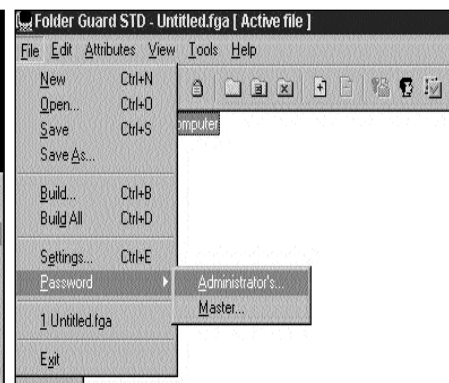 Folder Guard STD - Untitled.fga [ Active file ]
File Edit Attributes View Tools Help
New Ctrl+N
Open... Ctrl+O
Save Ctrl+S
Save As...
Build... Ctrl+B
Build All Ctrl+D
Settings... Ctrl+E
Password
Administrator's...
Master...
1 Untitled.fga
Exit
omputer